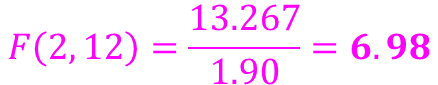 F(2,12) = 13.267 / 1.90 = 6.98